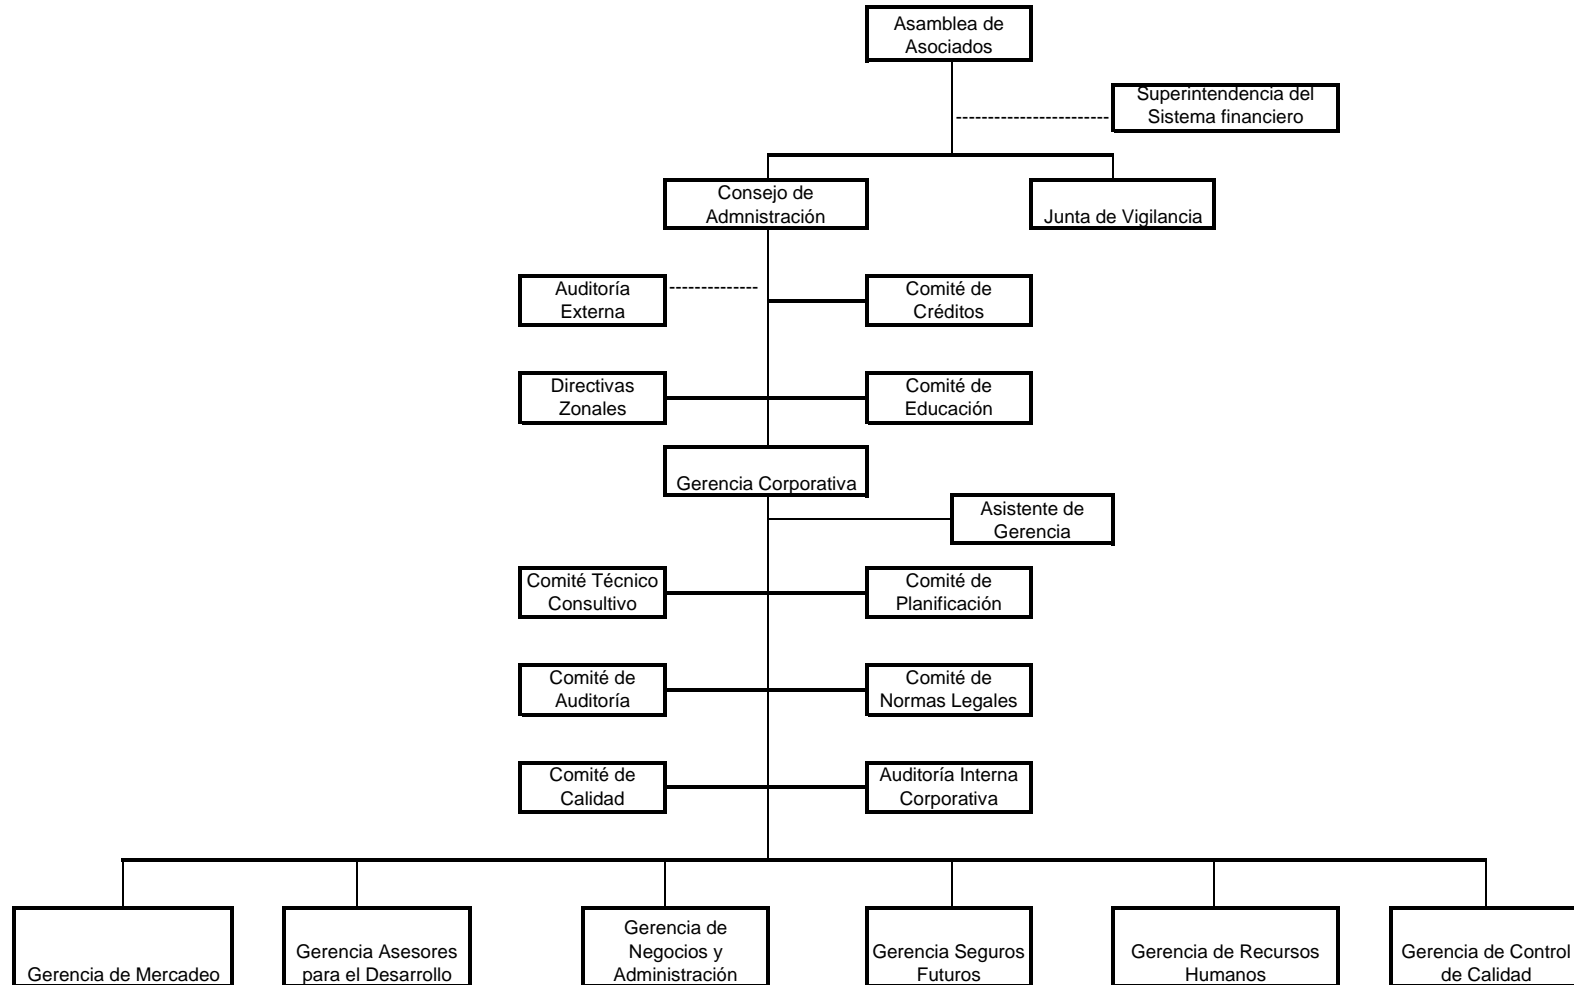 Asamblea de
Asociados
Superintendencia del
Sistema financiero
Consejo de
Admnistración
Junta de Vigilancia
Auditoría
Externa
Comité de
Créditos
Directivas
Zonales
Comité de
Educación
Gerencia Corporativa
Asistente de
Gerencia
Comité Técnico
Consultivo
Comité de
Planificación
Comité de
Auditoría
Comité de
Normas Legales
Comité de
Calidad
Auditoría Interna
Corporativa
Gerencia de Mercadeo
Gerencia Asesores
para el Desarrollo
Gerencia de
Negocios y
Administración
Gerencia Seguros
Futuros
Gerencia de Recursos
Humanos
Gerencia de Control
de Calidad